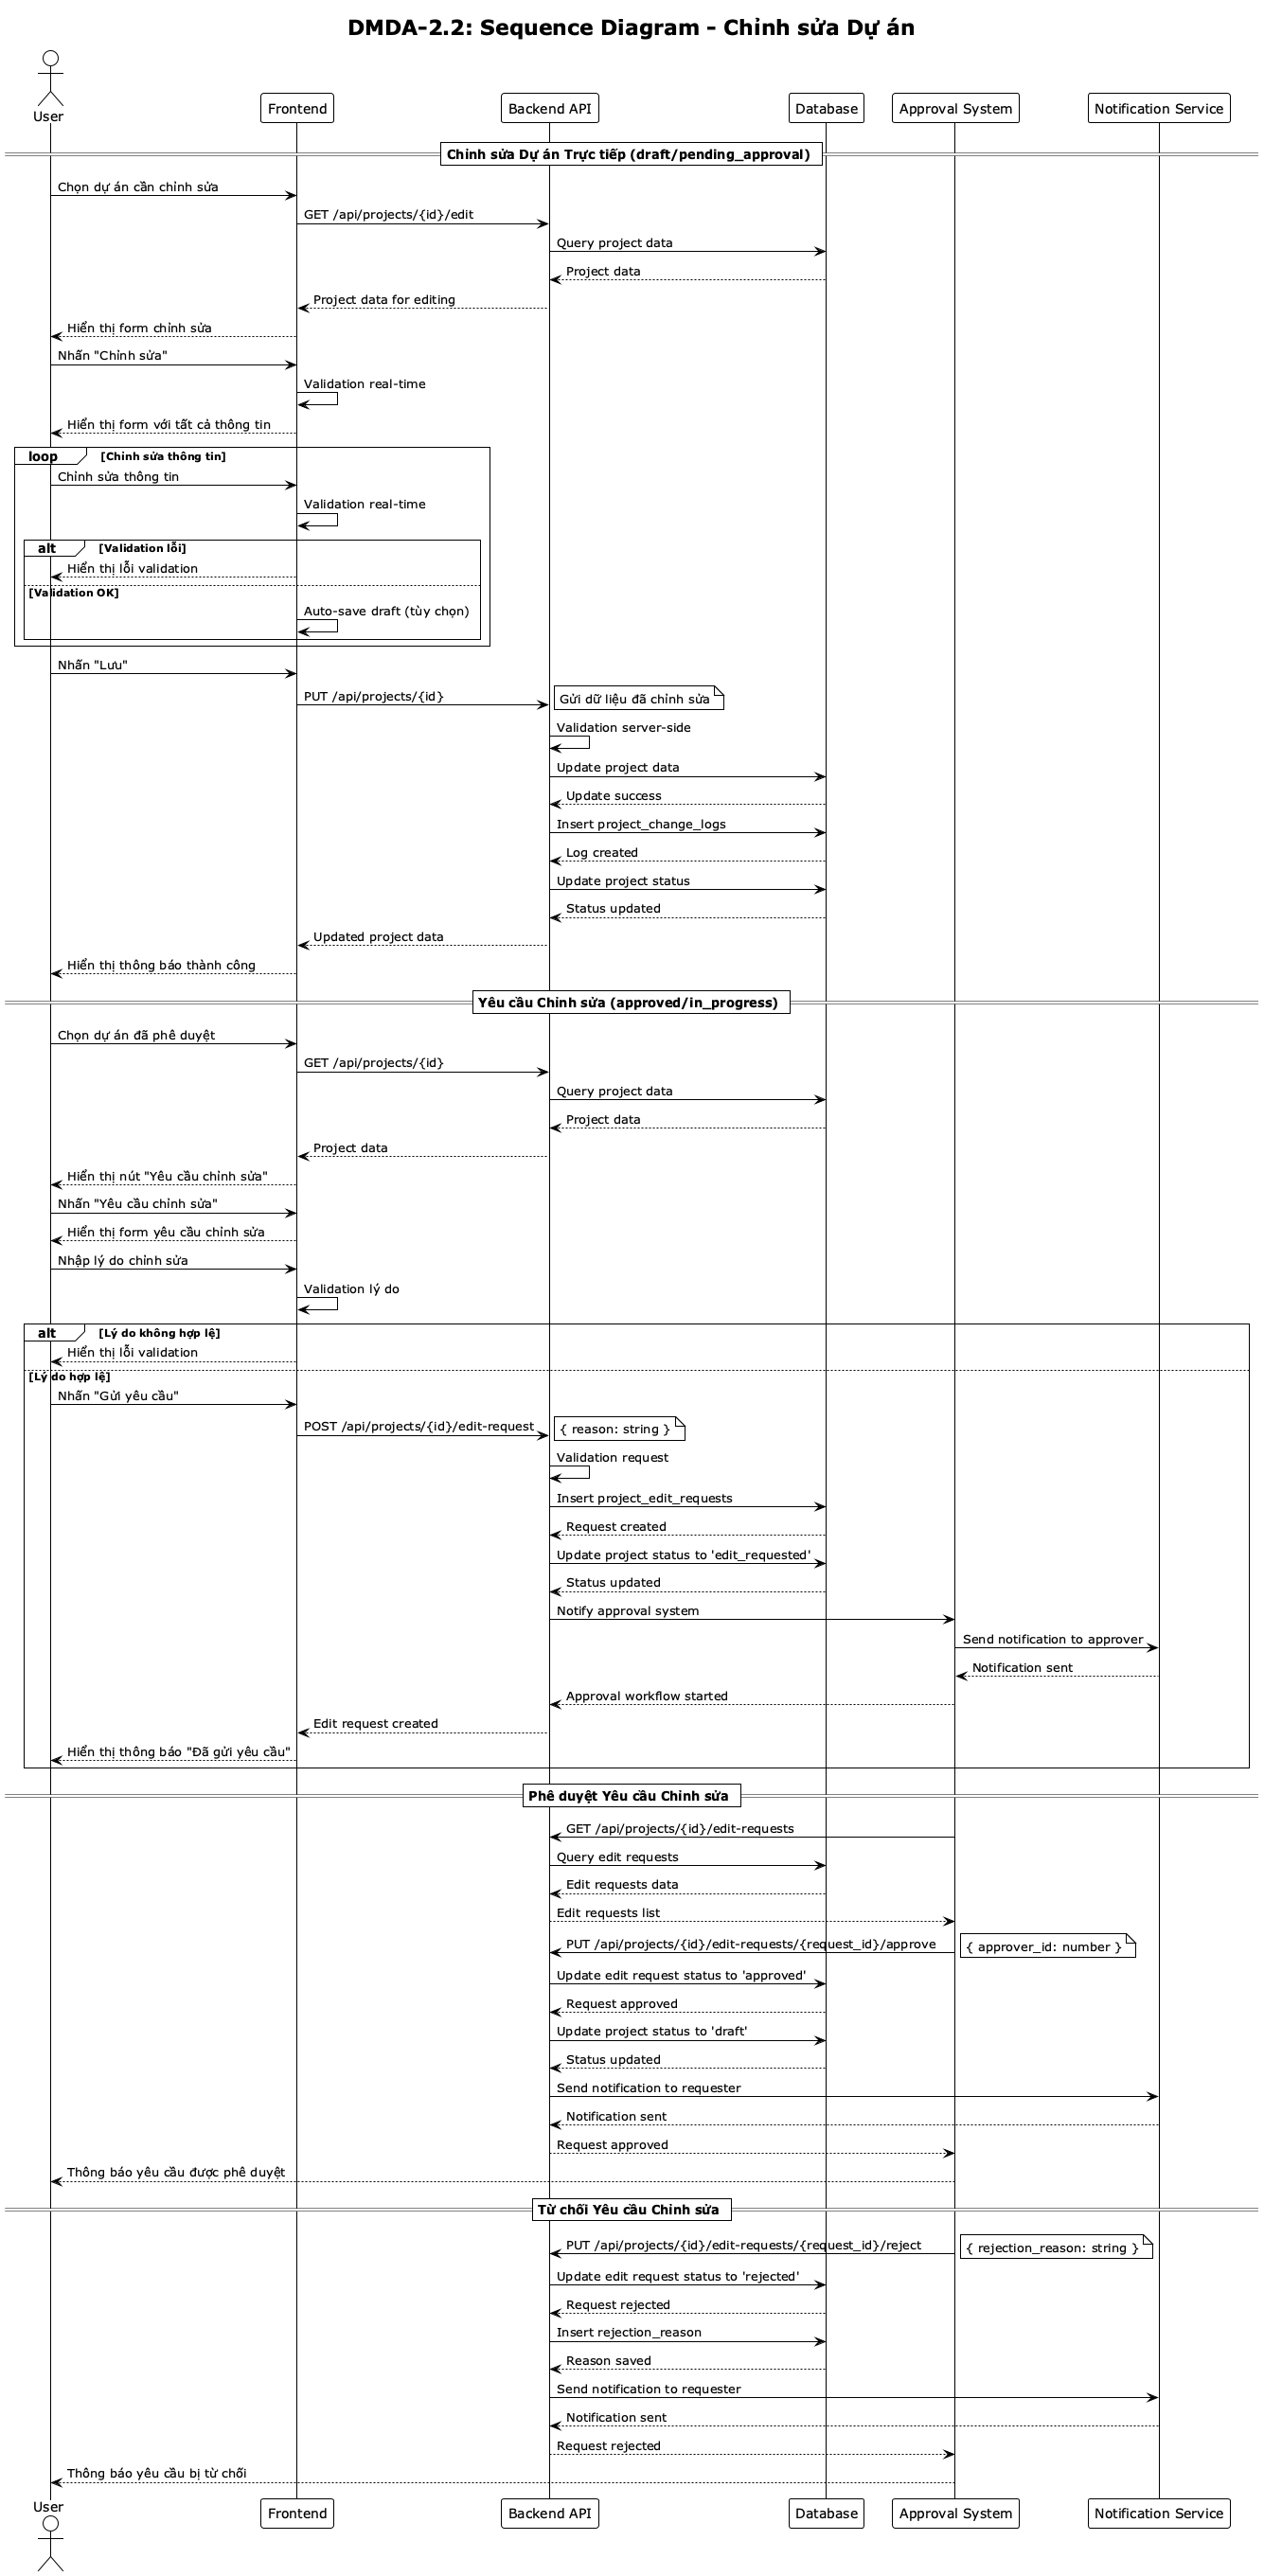 DMDA-2.2: Sequence Diagram - Chỉnh sửa Dự án
User
Frontend
Backend API
Database
Approval System
Notification Service
Chỉnh sửa Dự án Trực tiếp (draft/pending_approval)
Chọn dự án cần chỉnh sửa
GET /api/projects/{id}/edit
Query project data
Project data
Project data for editing
Hiển thị form chỉnh sửa
Nhấn "Chỉnh sửa"
Validation real-time
Hiển thị form với tất cả thông tin
loop [Chỉnh sửa thông tin]
Chỉnh sửa thông tin
Validation real-time
alt [Validation lỗi]
Hiển thị lỗi validation
[Validation OK]
Auto-save draft (tùy chọn)
Nhấn "Lưu"
PUT /api/projects/{id}
Gửi dữ liệu đã chỉnh sửa
Validation server-side
Update project data
Update success
Insert project_change_logs
Log created
Update project status
Status updated
Updated project data
Hiển thị thông báo thành công
Yêu cầu Chỉnh sửa (approved/in_progress)
Chọn dự án đã phê duyệt
GET /api/projects/{id}
Query project data
Project data
Project data
Hiển thị nút "Yêu cầu chỉnh sửa"
Nhấn "Yêu cầu chỉnh sửa"
Hiển thị form yêu cầu chỉnh sửa
Nhập lý do chỉnh sửa
Validation lý do
alt [Lý do không hợp lệ]
Hiển thị lỗi validation
[Lý do hợp lệ]
Nhấn "Gửi yêu cầu"
POST /api/projects/{id}/edit-request
{ reason: string }
Validation request
Insert project_edit_requests
Request created
Update project status to 'edit_requested'
Status updated
Notify approval system
Send notification to approver
Notification sent
Approval workflow started
Edit request created
Hiển thị thông báo "Đã gửi yêu cầu"
Phê duyệt Yêu cầu Chỉnh sửa
GET /api/projects/{id}/edit-requests
Query edit requests
Edit requests data
Edit requests list
PUT /api/projects/{id}/edit-requests/{request_id}/approve
{ approver_id: number }
Update edit request status to 'approved'
Request approved
Update project status to 'draft'
Status updated
Send notification to requester
Notification sent
Request approved
Thông báo yêu cầu được phê duyệt
Từ chối Yêu cầu Chỉnh sửa
PUT /api/projects/{id}/edit-requests/{request_id}/reject
{ rejection_reason: string }
Update edit request status to 'rejected'
Request rejected
Insert rejection_reason
Reason saved
Send notification to requester
Notification sent
Request rejected
Thông báo yêu cầu bị từ chối
User
Frontend
Backend API
Database
Approval System
Notification Service